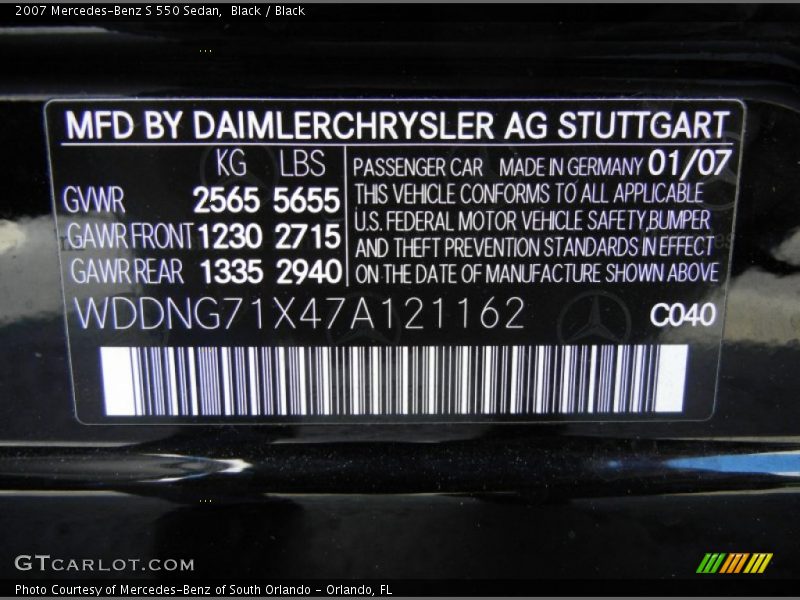 2007 Mercedes-Benz S 550 Sedan, Black / Black
MFD BY DAIMLERCHRYSLER AG STUTTGART
KG LBS
GVWR 2565 5655
GAWR FRONT 1230 2715
GAWR REAR 1335 2940
PASSENGER CAR MADE IN GERMANY 01/07
THIS VEHICLE CONFORMS TO ALL APPLICABLE
U.S. FEDERAL MOTOR VEHICLE SAFETY, BUMPER
AND THEFT PREVENTION STANDARDS IN EFFECT
ON THE DATE OF MANUFACTURE SHOWN ABOVE
WDDNG71X47A121162 C040
GTCARLOT.COM
Photo Courtesy of Mercedes-Benz of South Orlando - Orlando, FL